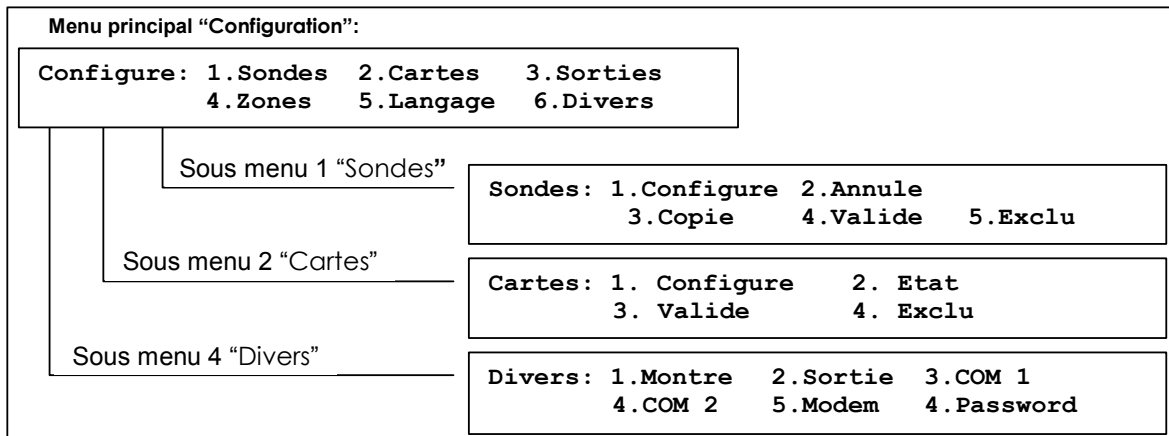 Menu principal “Configuration”:
Configure: 1.Sondes 2.Cartes 3.Sorties
4.Zones 5.Langage 6.Divers
Sous menu 1 “Sondes”
Sondes: 1.Configure 2.Annule
3.Copie 4.Valide 5.Exclu
Sous menu 2 “Cartes”
Cartes: 1. Configure 2. Etat
3. Valide 4. Exclu
Sous menu 4 “Divers”
Divers: 1.Montre 2.Sortie 3.COM 1
4.COM 2 5.Modem 4.Password